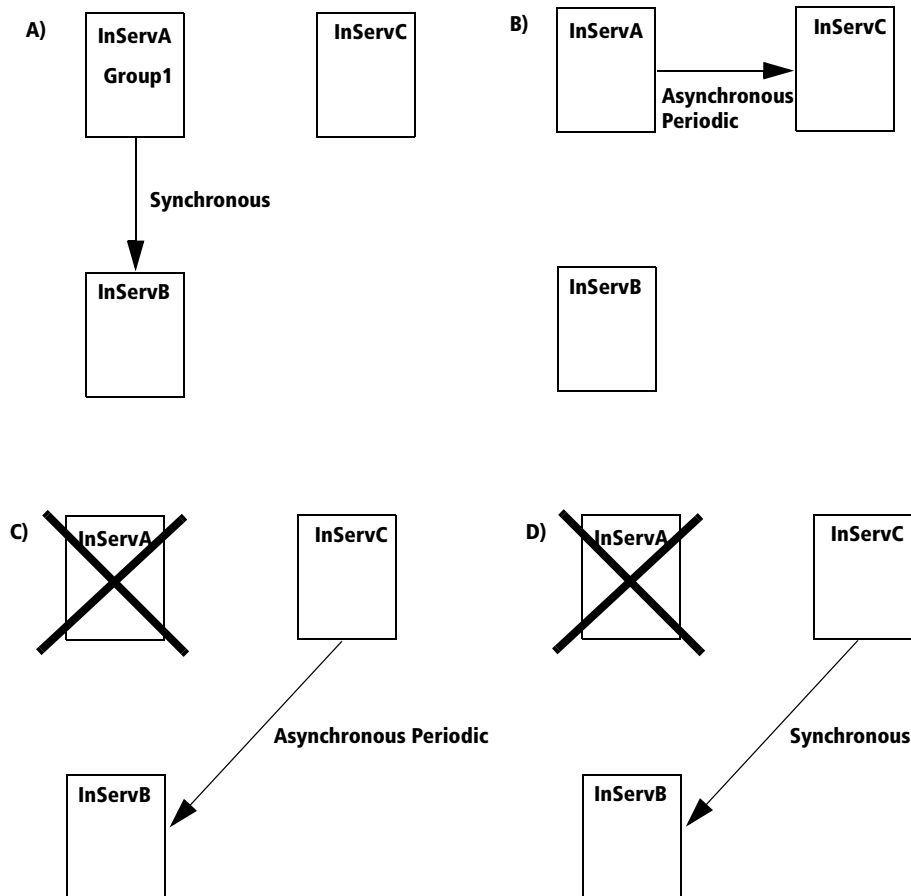 A)
InServA
Group1
InServC
Synchronous
InServB
B)
InServA
InServC
Asynchronous
Periodic
InServB
C)
InServA
InServC
Asynchronous Periodic
InServB
D)
InServA
InServC
Synchronous
InServB